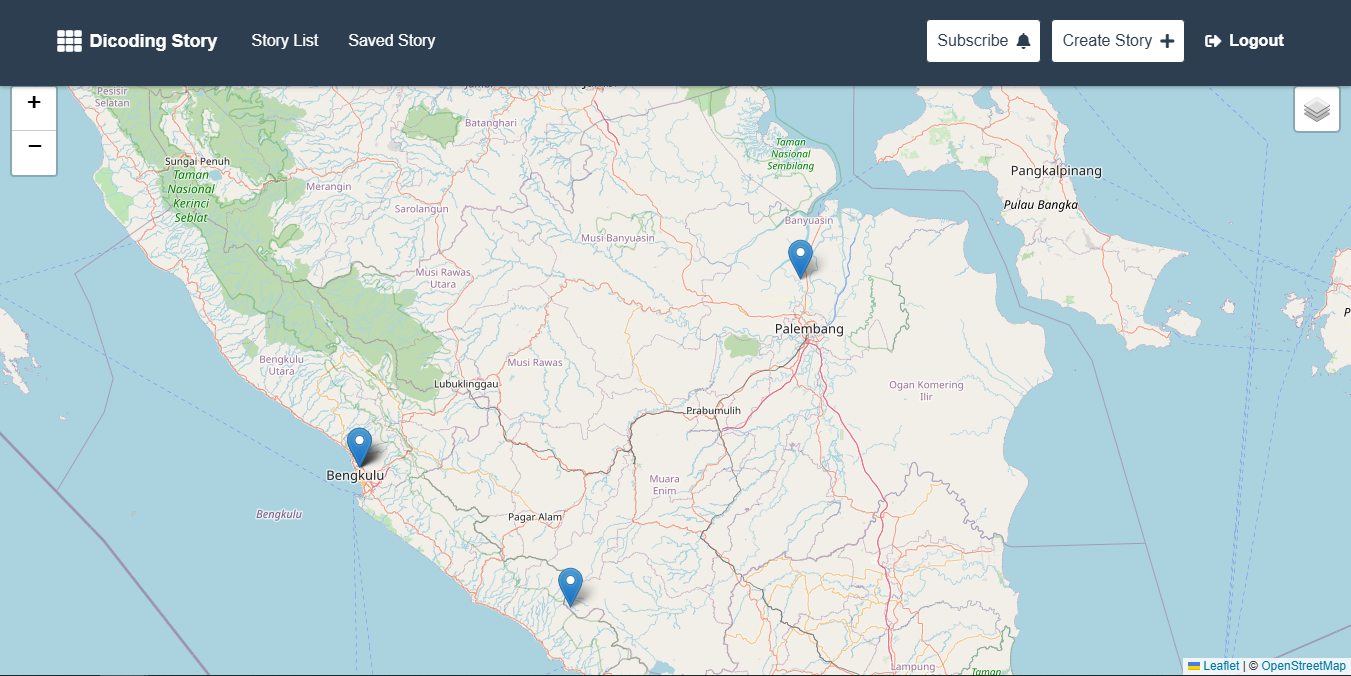 Dicoding Story
Story List
Saved Story
Subscribe
Create Story
Logout
+
−
Pesisir
Selatan
Batanghari
Taman
Nasional
Sembilang
Sungai Penuh
Taman
Nasional
Kerinci
Seblat
Merangin
Sarolangun
Pangkalpinang
Pulau Bangka
Banyuasin
Musi Banyuasin
Musi Rawas
Utara
Palembang
Bengkulu
Utara
Musi Rawas
Lubuklinggau
Ogan Komering
Ilir
Prabumulih
Bengkulu
Muara
Enim
Bengkulu
Pagar Alam
Lampung
Taman
Leaflet | © OpenStreetMap